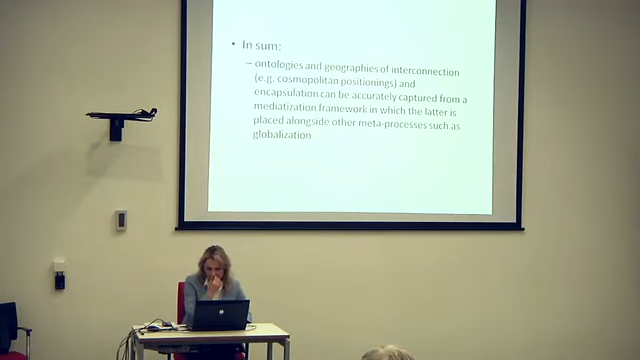 • In sum:
– ontologies and geographies of interconnection
(e.g. cosmopolitan positionings) and
encapsulation can be accurately captured from a
mediatization framework in which the latter is
placed alongside other meta-processes such as
globalization